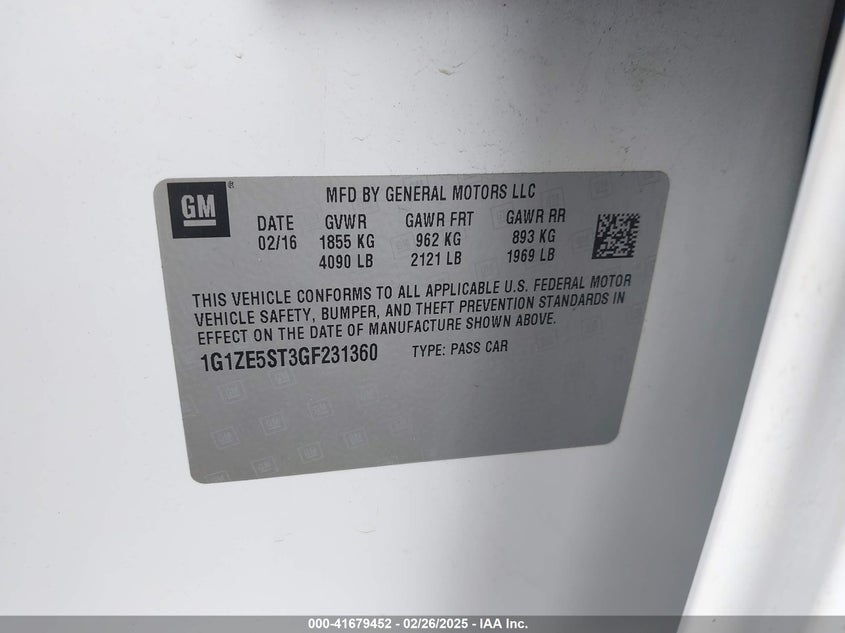 GM
MFD BY GENERAL MOTORS LLC
DATE GVWR GAWR FRT GAWR RR
02/16 1855 KG 962 KG 893 KG
4090 LB 2121 LB 1969 LB
THIS VEHICLE CONFORMS TO ALL APPLICABLE U.S. FEDERAL MOTOR
VEHICLE SAFETY, BUMPER, AND THEFT PREVENTION STANDARDS IN
EFFECT ON THE DATE OF MANUFACTURE SHOWN ABOVE.
1G1ZE5ST3GF231360 TYPE: PASS CAR
000-41679452 - 02/26/2025 - IAA Inc.